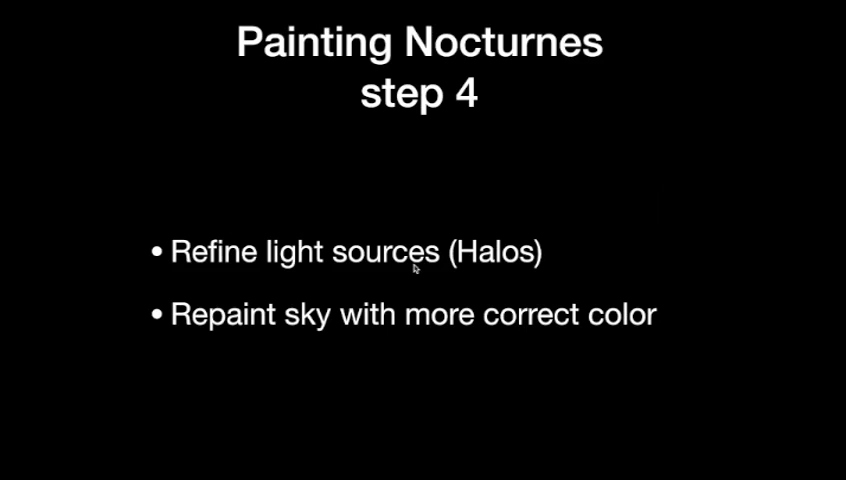 Painting Nocturnes
step 4
• Refine light sources (Halos)
• Repaint sky with more correct color